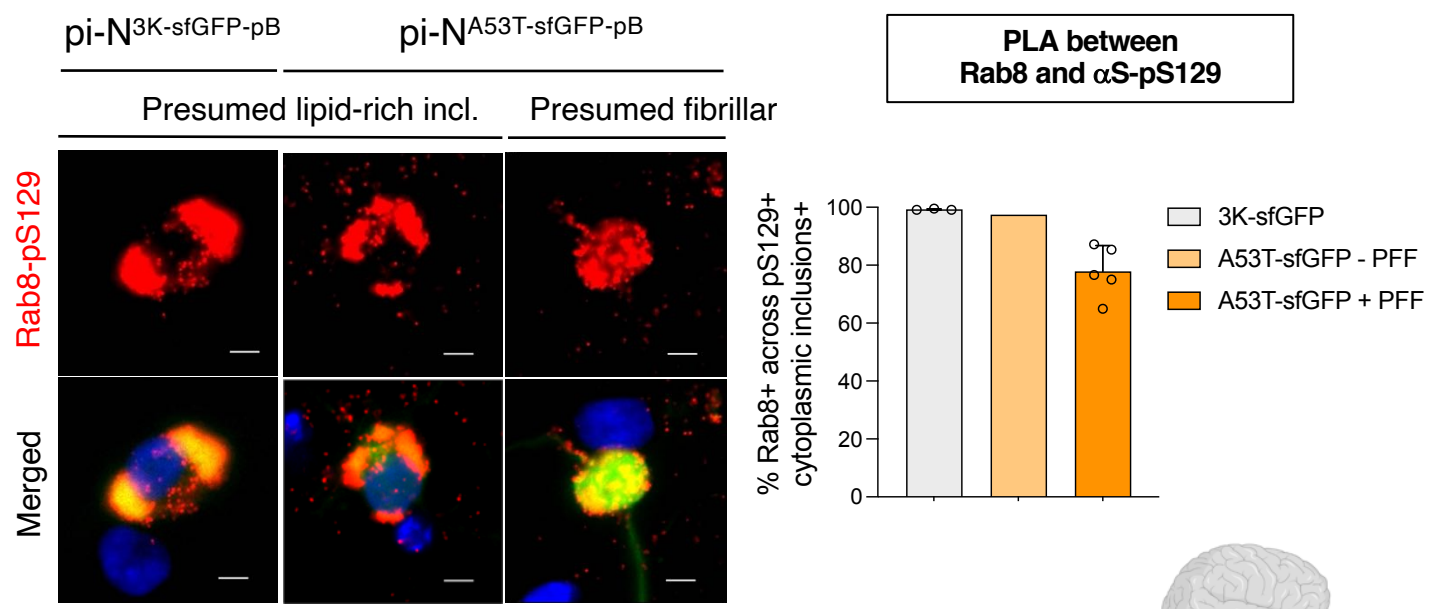 pi-N3K-sfGFP-pB
pi-NA53T-sfGFP-pB
Presumed lipid-rich incl.
Presumed fibrillar
Rab8-pS129
Merged
PLA between
Rab8 and αS-pS129
% Rab8+ across pS129+
cytoplasmic inclusions+
100
80
60
40
20
0
3K-sfGFP
A53T-sfGFP - PFF
A53T-sfGFP + PFF